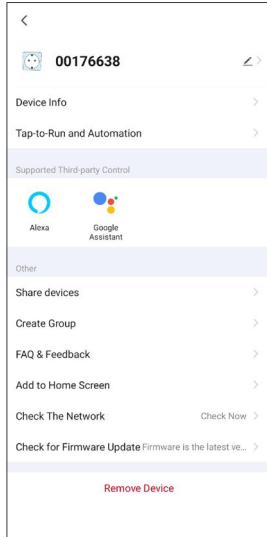 00176638
Device Info
Tap-to-Run and Automation
Supported Third-party Control
Alexa
Google
Assistant
Other
Share devices
Create Group
FAQ & Feedback
Add to Home Screen
Check The Network Check Now
Check for Firmware Update Firmware is the latest ve...
Remove Device